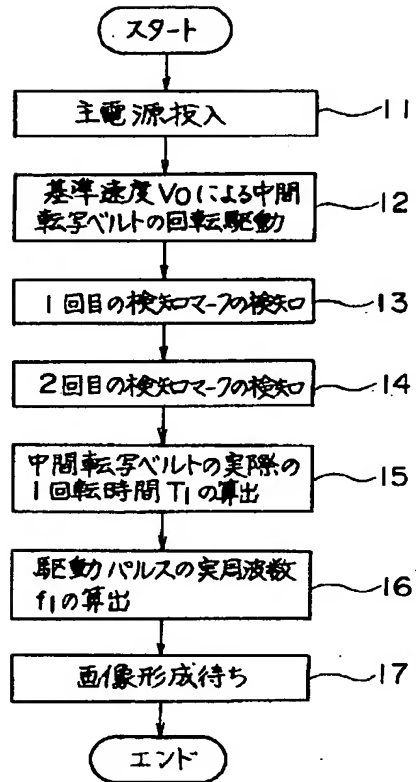 スタート
主電源投入
11
基準速度V0による中間
転写ベルトの回転駆動
12
1回目の検知マークの検知
13
2回目の検知マークの検知
14
中間転写ベルトの実際の
1回転時間T1の算出
15
駆動パルスの実周波数
f1の算出
16
画像形成待ち
17
エンド